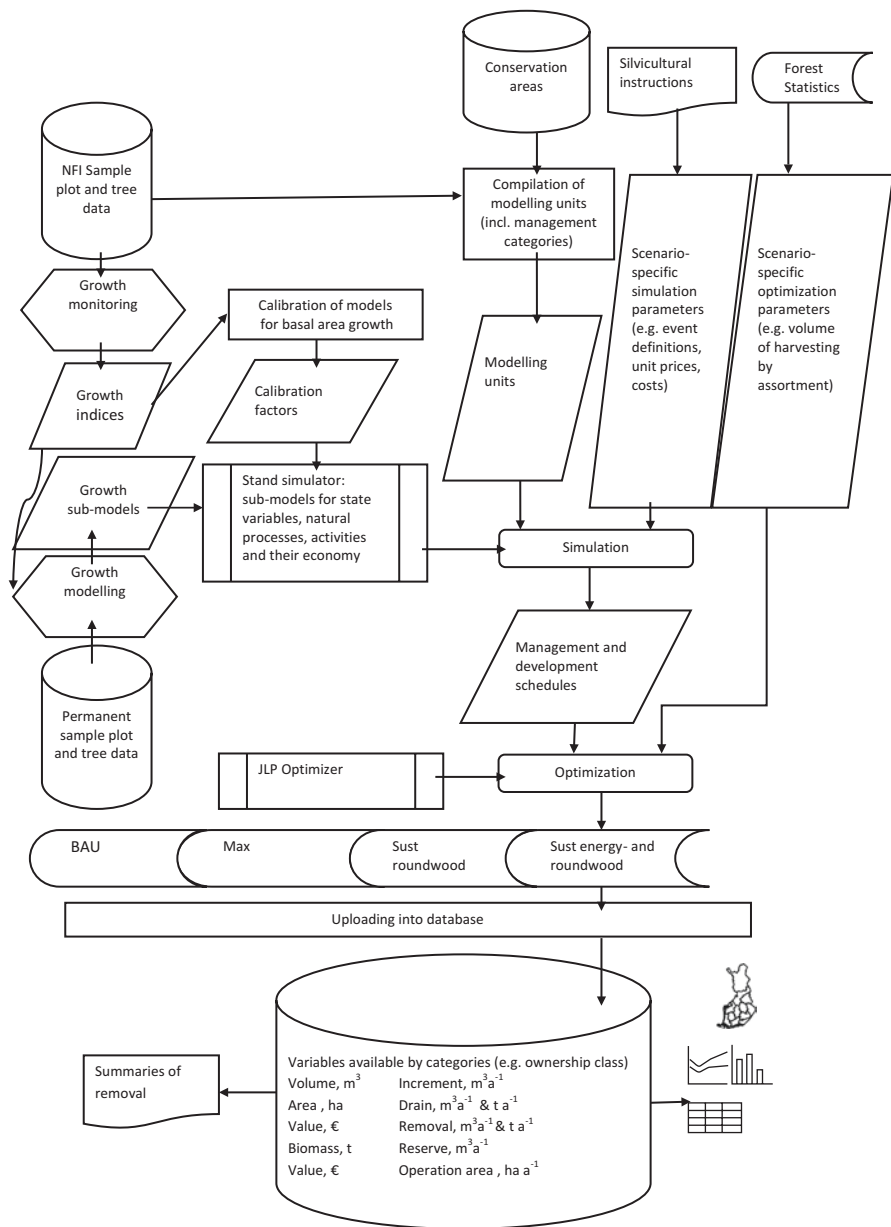 Conservation
areas
Silvicultural
instructions
Forest
Statistics
NFI Sample
plot and tree
data
Compilation of
modelling units
(incl. management
categories)
Growth
monitoring
Calibration of models
for basal area growth
Scenario-
specific
simulation
parameters
(e.g. event
definitions,
unit prices,
costs)
Scenario-
specific
optimization
parameters
(e.g. volume
of harvesting
by
assortment)
Growth
indices
Calibration
factors
Modelling
units
Growth
sub-models
Stand simulator:
sub-models for state
variables, natural
processes, activities
and their economy
Simulation
Growth
modelling
Management and
development
schedules
Permanent
sample plot
and tree data
JLP Optimizer
Optimization
BAU
Max
Sust
roundwood
Sust energy- and
roundwood
Uploading into database
Variables available by categories (e.g. ownership class)
Volume, m³ Increment, m³a⁻¹
Area , ha Drain, m³a⁻¹ & t a⁻¹
Value, € Removal, m³a⁻¹ & t a⁻¹
Biomass, t Reserve, m³a⁻¹
Value, € Operation area , ha a⁻¹
Summaries of
removal